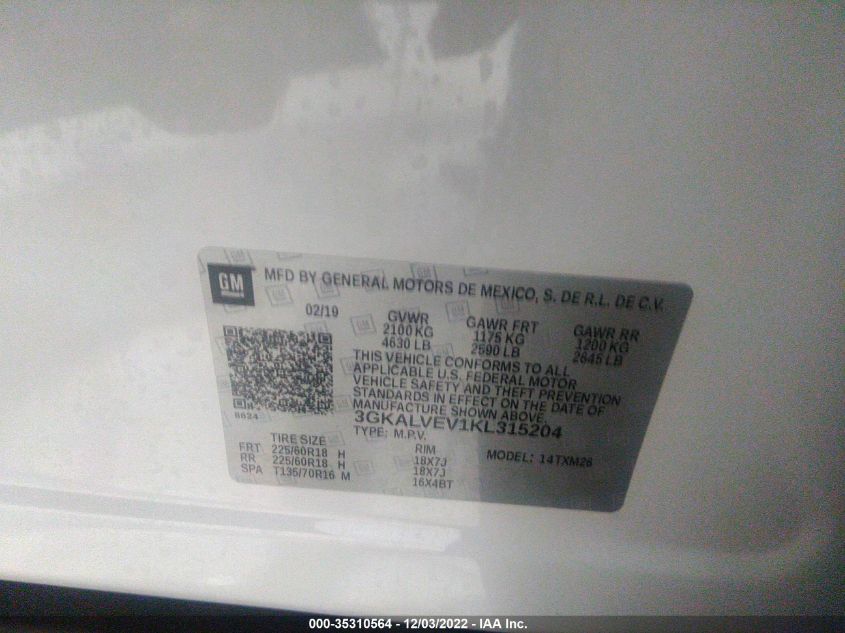 GM
MFD BY GENERAL MOTORS DE MEXICO, S. DE R.L. DE C.V.
02/19 GVWR GAWR FRT GAWR RR
2100 KG 1175 KG 1200 KG
4630 LB 2590 LB 2645 LB
THIS VEHICLE CONFORMS TO ALL
APPLICABLE U.S. FEDERAL MOTOR
VEHICLE SAFETY AND THEFT PREVENTION
STANDARDS IN EFFECT ON THE DATE OF
MANUFACTURE SHOWN ABOVE.
8624
3GKALVEV1KL315204
TYPE: M.P.V. MODEL: 14TXM26
TIRE SIZE RIM
FRT 225/60R18 H 18X7J
RR 225/60R18 H 18X7J
SPA T135/70R16 M 16X4BT
000-35310564 - 12/03/2022 - IAA Inc.